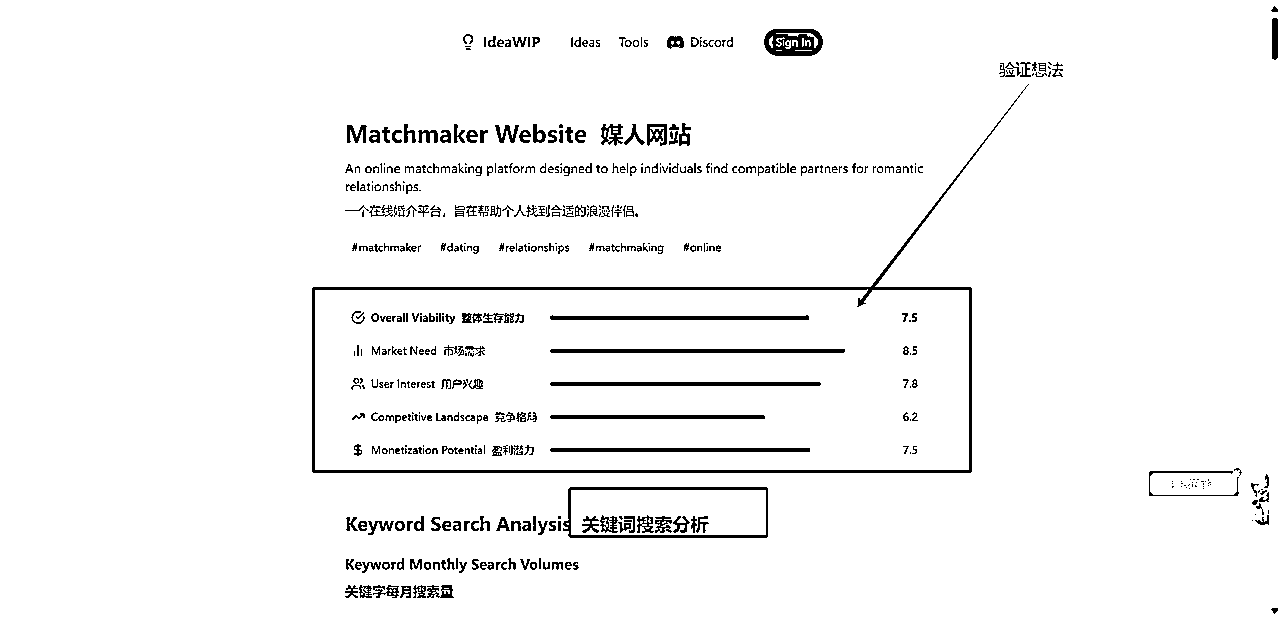 IdeaWIP Ideas Tools Discord Sign In
验证想法
Matchmaker Website 媒人网站
An online matchmaking platform designed to help individuals find compatible partners for romantic
relationships.
一个在线婚介平台，旨在帮助个人找到合适的浪漫伴侣。
#matchmaker #dating #relationships #matchmaking #online
Overall Viability 整体生存能力 7.5
Market Need 市场需求 8.5
User Interest 用户兴趣 7.8
Competitive Landscape 竞争格局 6.2
Monetization Potential 盈利潜力 7.5
Keyword Search Analysis 关键词搜索分析
Keyword Monthly Search Volumes
关键字每月搜索量